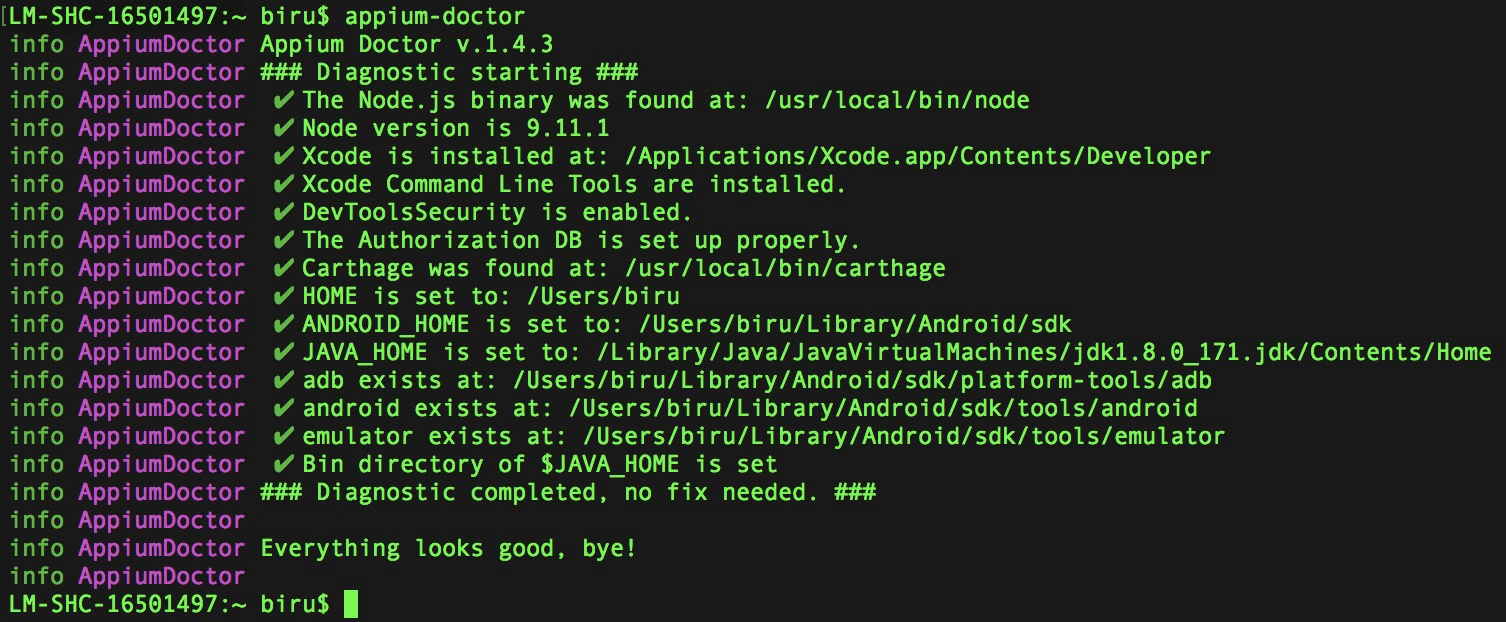 [LM-SHC-16501497:~ biru$ appium-doctor
info AppiumDoctor Appium Doctor v.1.4.3
info AppiumDoctor ### Diagnostic starting ###
info AppiumDoctor ✔ The Node.js binary was found at: /usr/local/bin/node
info AppiumDoctor ✔ Node version is 9.11.1
info AppiumDoctor ✔ Xcode is installed at: /Applications/Xcode.app/Contents/Developer
info AppiumDoctor ✔ Xcode Command Line Tools are installed.
info AppiumDoctor ✔ DevToolsSecurity is enabled.
info AppiumDoctor ✔ The Authorization DB is set up properly.
info AppiumDoctor ✔ Carthage was found at: /usr/local/bin/carthage
info AppiumDoctor ✔ HOME is set to: /Users/biru
info AppiumDoctor ✔ ANDROID_HOME is set to: /Users/biru/Library/Android/sdk
info AppiumDoctor ✔ JAVA_HOME is set to: /Library/Java/JavaVirtualMachines/jdk1.8.0_171.jdk/Contents/Home
info AppiumDoctor ✔ adb exists at: /Users/biru/Library/Android/sdk/platform-tools/adb
info AppiumDoctor ✔ android exists at: /Users/biru/Library/Android/sdk/tools/android
info AppiumDoctor ✔ emulator exists at: /Users/biru/Library/Android/sdk/tools/emulator
info AppiumDoctor ✔ Bin directory of $JAVA_HOME is set
info AppiumDoctor ### Diagnostic completed, no fix needed. ###
info AppiumDoctor
info AppiumDoctor Everything looks good, bye!
info AppiumDoctor
LM-SHC-16501497:~ biru$